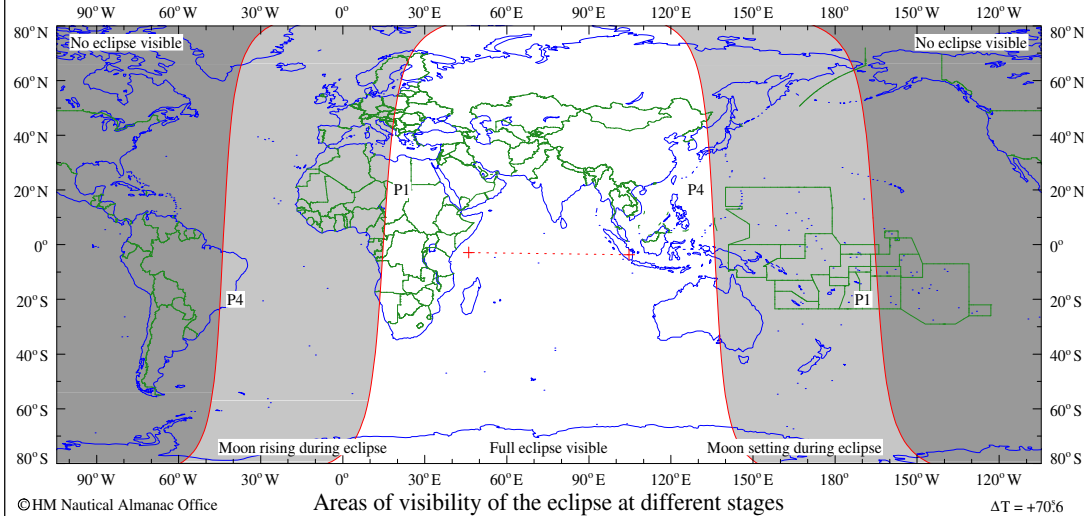 90°W 60°W 30°W 0° 30°E 60°E 90°E 120°E 150°E 180° 150°W 120°W
80°N 80°N
No eclipse visible No eclipse visible
60°N 60°N
40°N 40°N
20°N P1 P4 20°N
0° 0°
20°S P4 P1 20°S
40°S 40°S
60°S 60°S
Moon rising during eclipse Full eclipse visible Moon setting during eclipse
80°S 80°S
90°W 60°W 30°W 0° 30°E 60°E 90°E 120°E 150°E 180° 150°W 120°W
©HM Nautical Almanac Office Areas of visibility of the eclipse at different stages ΔT = +70ˢ.6